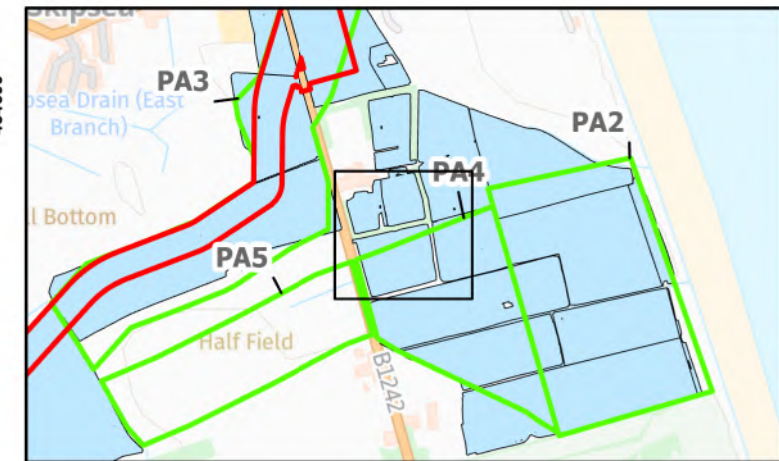 PA3
PA2
Drain (East
Branch)
PA4
Bottom
PA5
Half Field
B1242